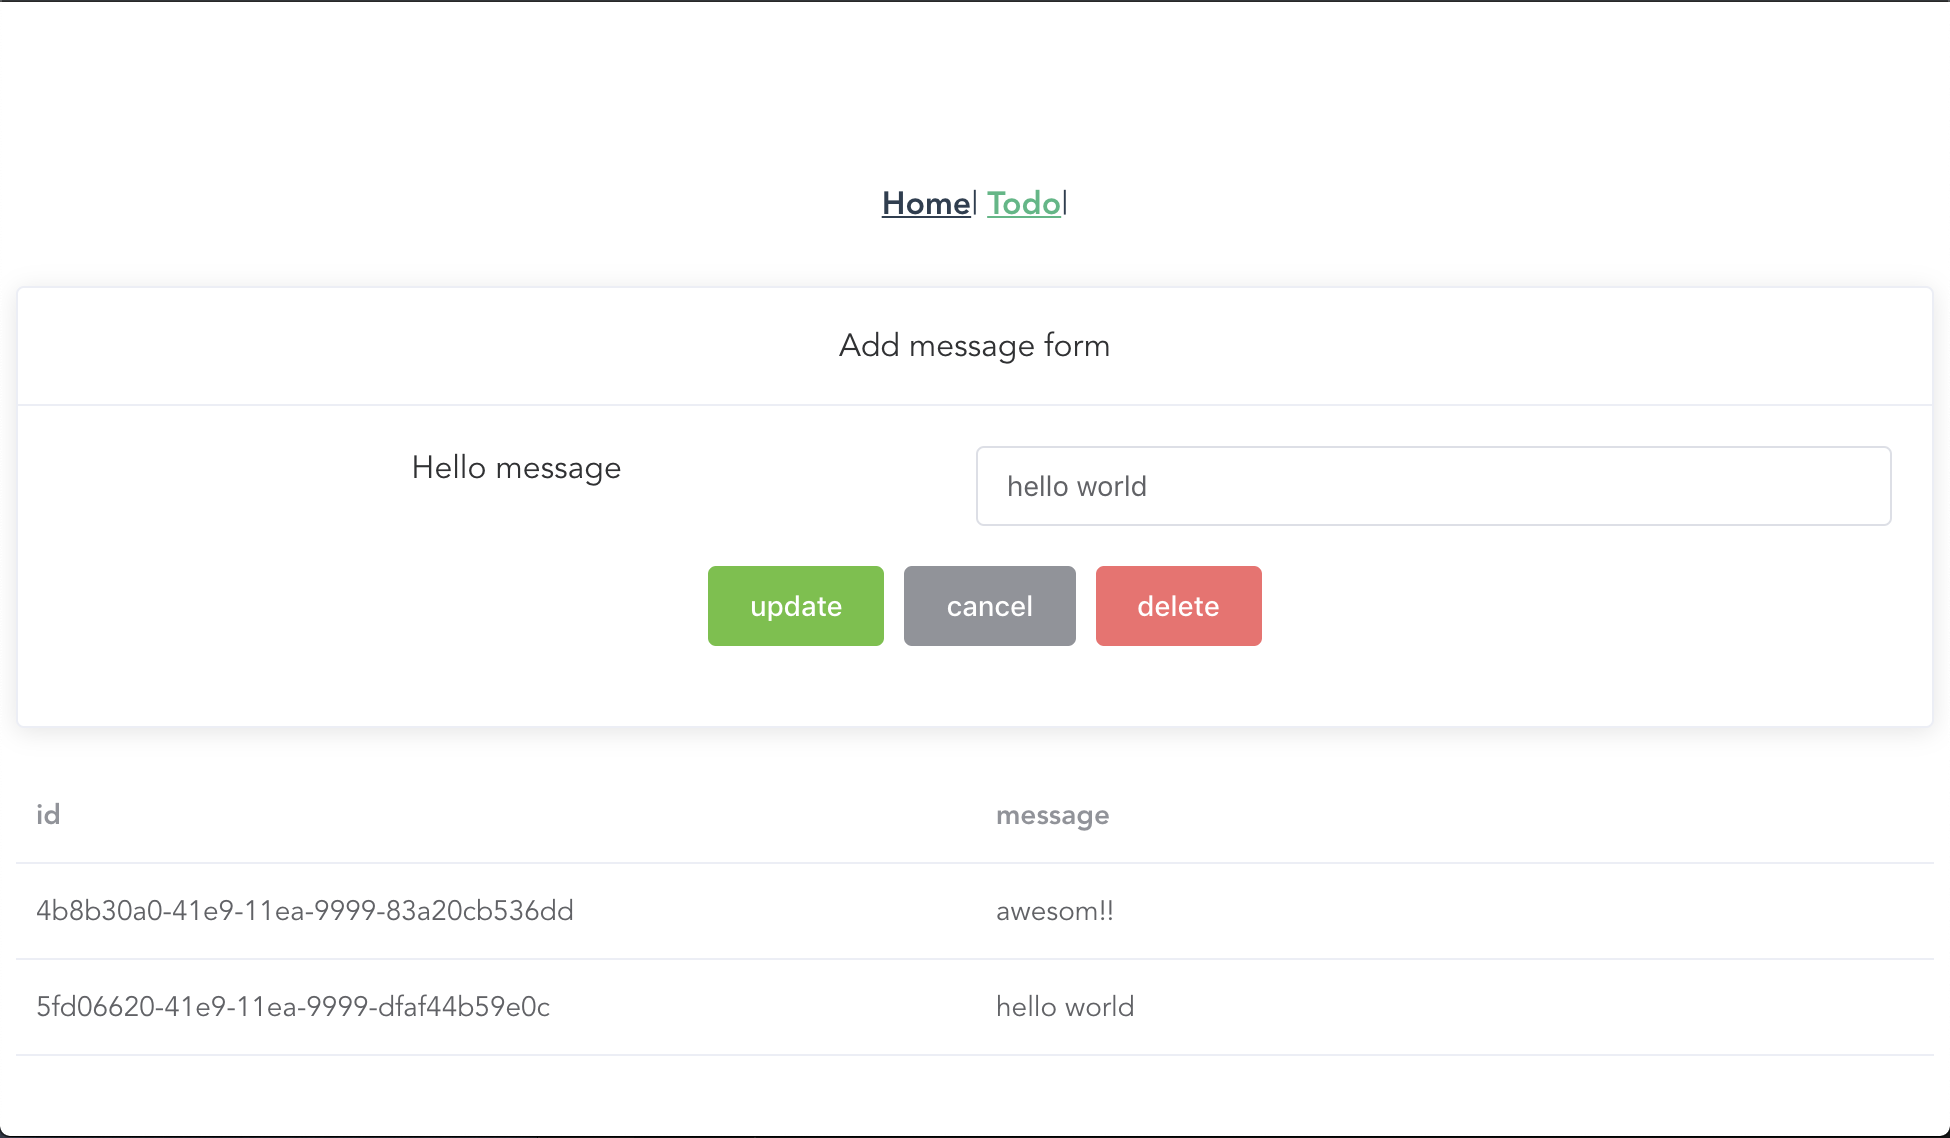 Home| Todo|
Add message form
Hello message hello world
update cancel delete
id message
4b8b30a0-41e9-11ea-9999-83a20cb536dd awesom!!
5fd06620-41e9-11ea-9999-dfaf44b59e0c hello world